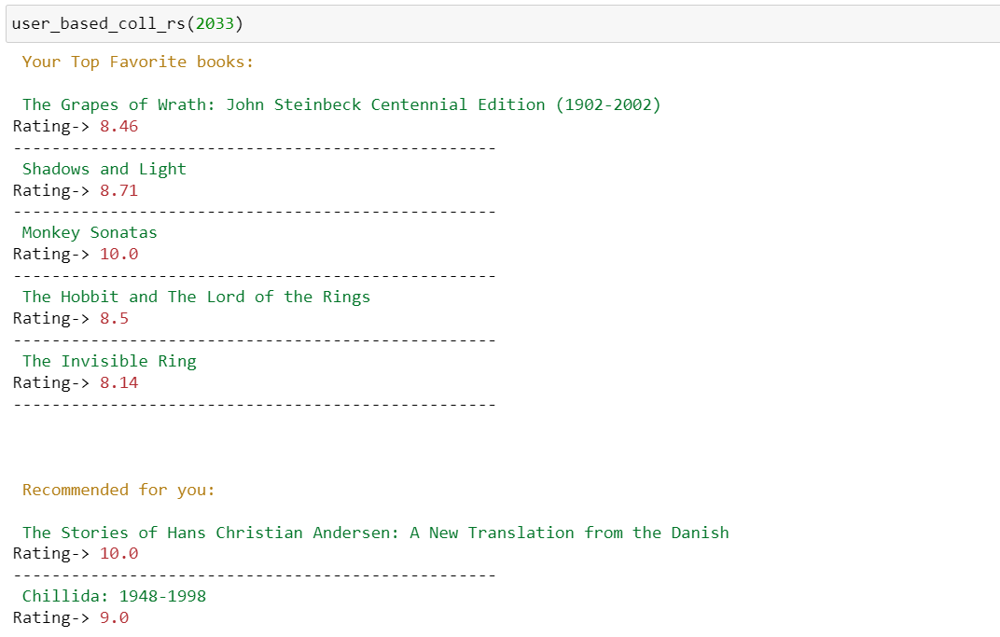 user_based_coll_rs(2033)
Your Top Favorite books:
The Grapes of Wrath: John Steinbeck Centennial Edition (1902-2002)
Rating-> 8.46
--------------------------------------------------
Shadows and Light
Rating-> 8.71
--------------------------------------------------
Monkey Sonatas
Rating-> 10.0
--------------------------------------------------
The Hobbit and The Lord of the Rings
Rating-> 8.5
--------------------------------------------------
The Invisible Ring
Rating-> 8.14
--------------------------------------------------
Recommended for you:
The Stories of Hans Christian Andersen: A New Translation from the Danish
Rating-> 10.0
--------------------------------------------------
Chillida: 1948-1998
Rating-> 9.0